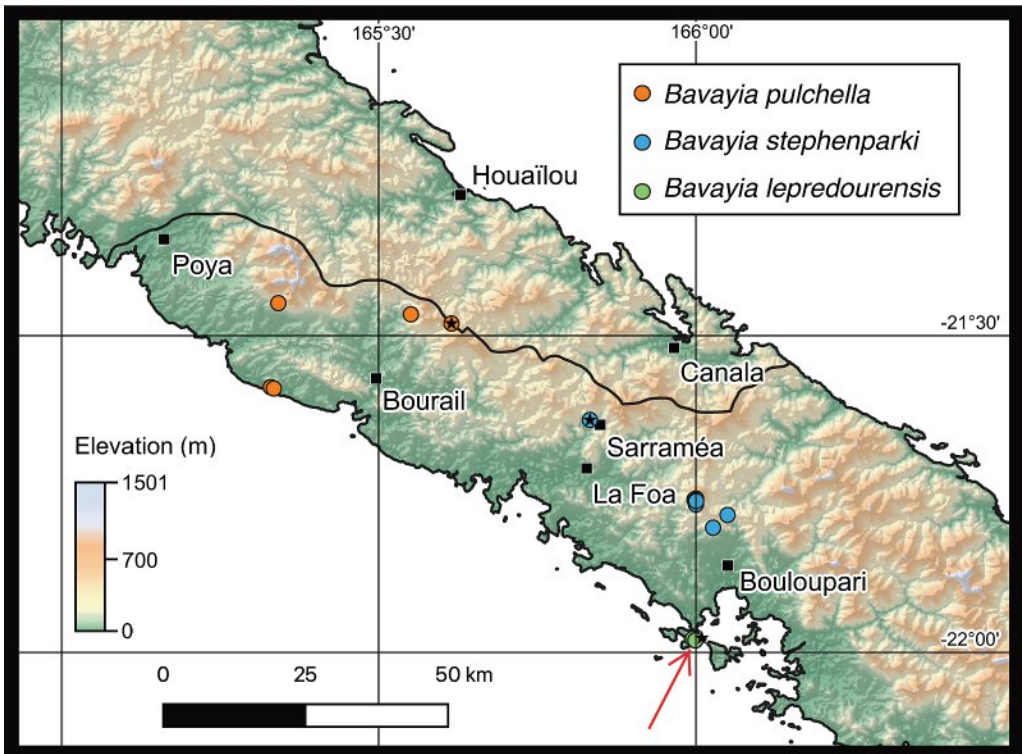 165°30'
166°00'
Bavayia pulchella
Bavayia stephenparki
Bavayia lepredourensis
Houaïlou
Poya
-21°30'
Canala
Bourail
Sarraméa
La Foa
Elevation (m)
1501
700
0
Bouloupari
-22°00'
0 25 50 km